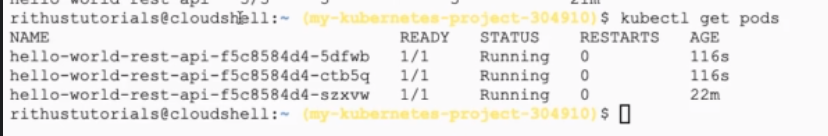 rithustutorials@cloudshell:~ (my-kubernetes-project-304910)$ kubectl get pods
NAME READY STATUS RESTARTS AGE
hello-world-rest-api-f5c8584d4-5dfwb 1/1 Running 0 116s
hello-world-rest-api-f5c8584d4-ctb5q 1/1 Running 0 116s
hello-world-rest-api-f5c8584d4-szxvw 1/1 Running 0 22m
rithustutorials@cloudshell:~ (my-kubernetes-project-304910)$